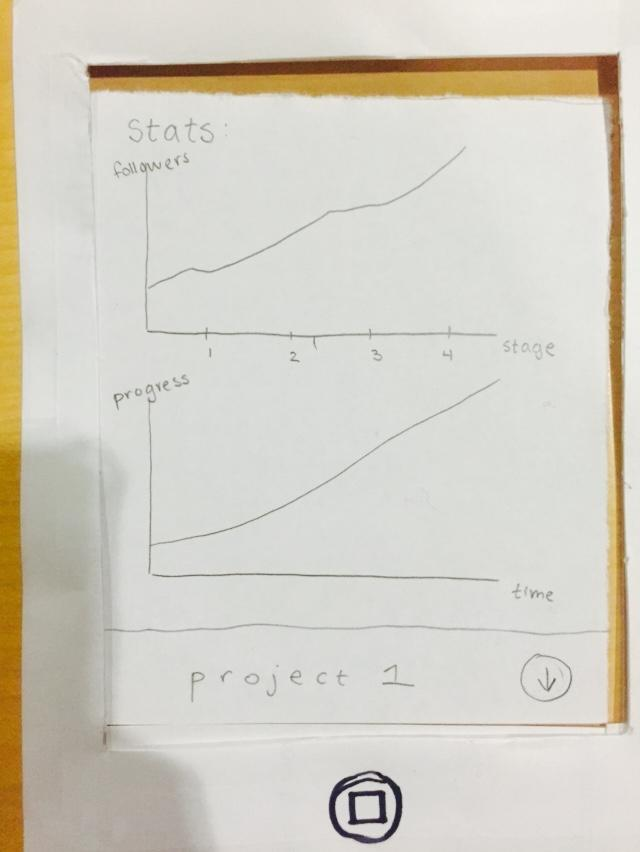 Stats:
followers
1 2 3 4 stage
progress
time
project 1